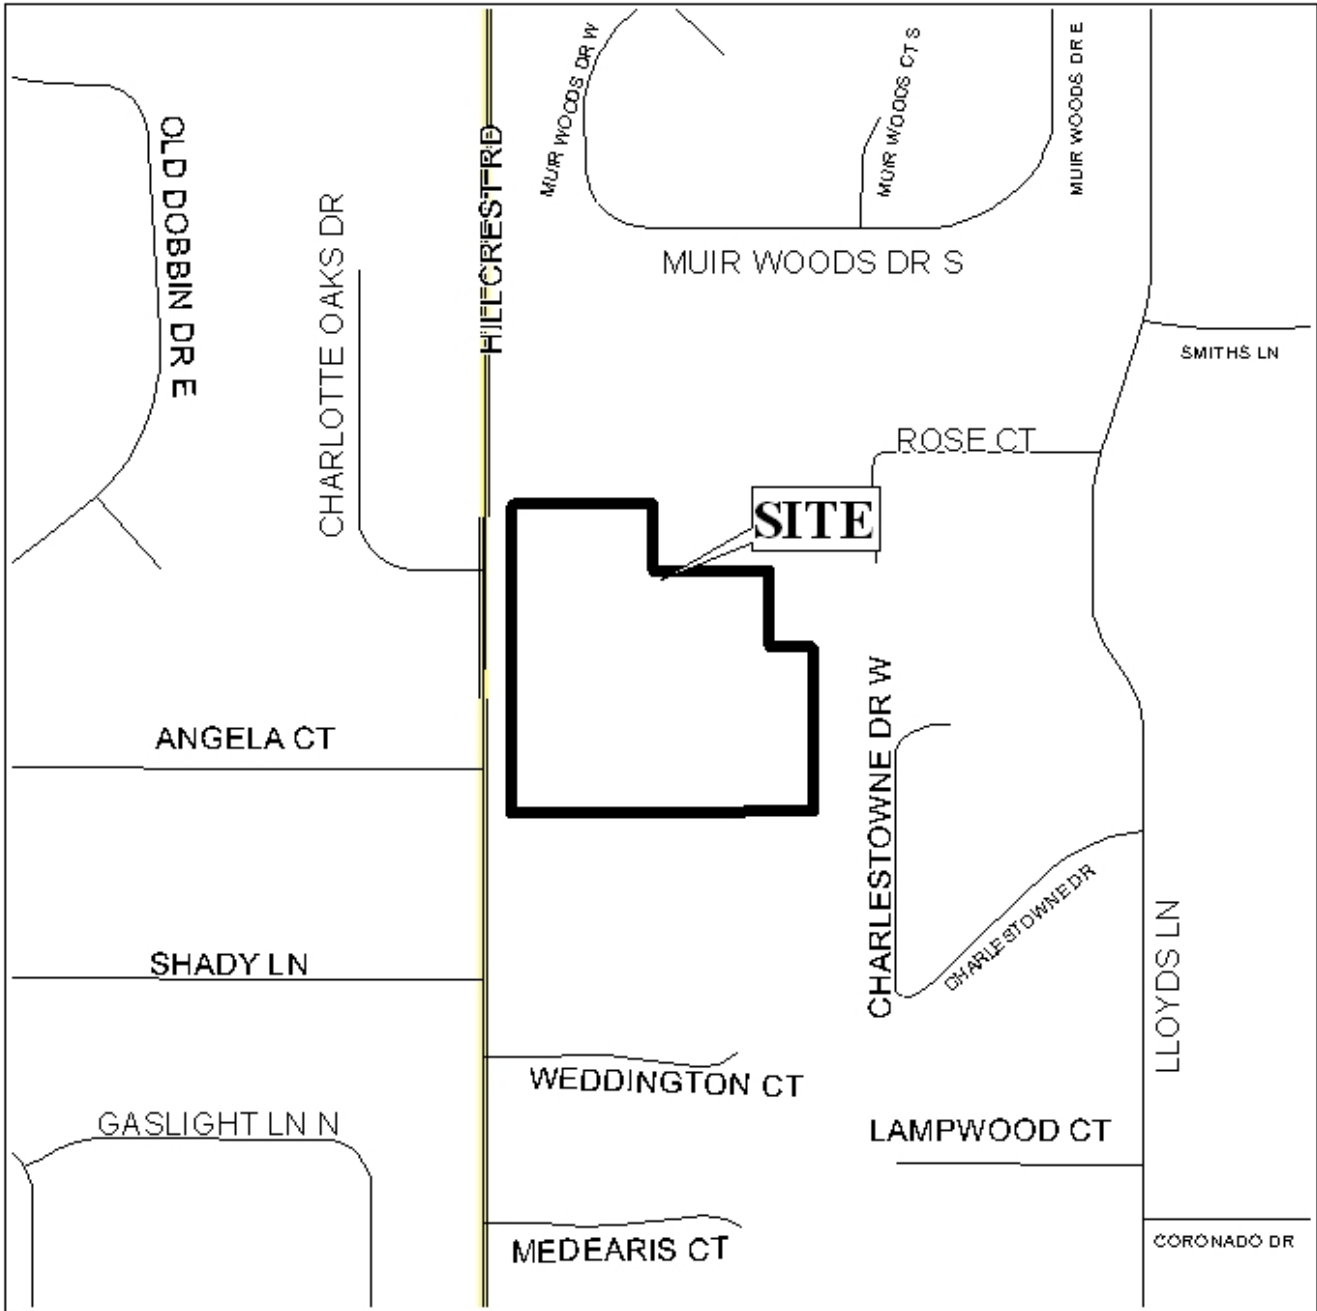 MUIR WOODS DR W
MUIR WOODS CT S
MUIR WOODS DR E
OLD DOBBIN DR E
HILLCREST RD
CHARLOTTE OAKS DR
MUIR WOODS DR S
SMITHS LN
ROSE CT
SITE
ANGELA CT
CHARLESTOWNE DR W
CHARLESTOWNE DR
SHADY LN
LLOYDS LN
WEDDINGTON CT
GASLIGHT LN N
LAMPWOOD CT
MEDEARIS CT
CORONADO DR